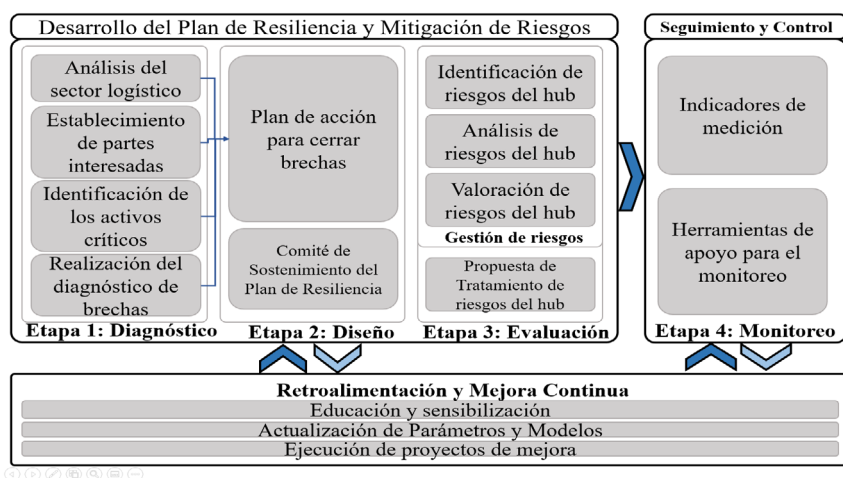 Desarrollo del Plan de Resiliencia y Mitigación de Riesgos
Análisis del
sector logístico
Establecimiento
de partes
interesadas
Identificación de
los activos
críticos
Realización del
diagnóstico de
brechas
Etapa 1: Diagnóstico
Plan de acción
para cerrar
brechas
Comité de
Sostenimiento del
Plan de Resiliencia
Etapa 2: Diseño
Identificación de
riesgos del hub
Análisis de
riesgos del hub
Valoración de
riesgos del hub
Gestión de riesgos
Propuesta de
Tratamiento de
riesgos del hub
Etapa 3: Evaluación
Seguimiento y Control
Indicadores de
medición
Herramientas de
apoyo para el
monitoreo
Etapa 4: Monitoreo
Retroalimentación y Mejora Continua
Educación y sensibilización
Actualización de Parámetros y Modelos
Ejecución de proyectos de mejora